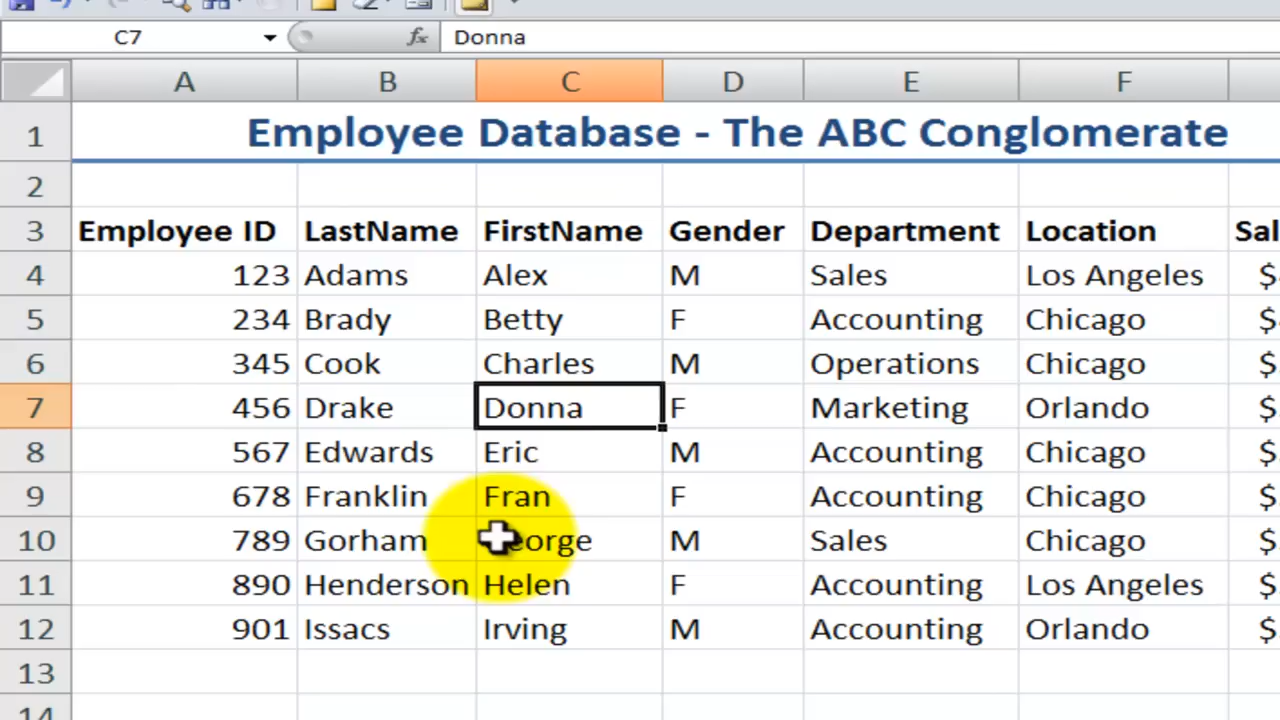 C7 fx Donna
A B C D E F
1 Employee Database - The ABC Conglomerate
2
3 Employee ID LastName FirstName Gender Department Location Sal
4 123 Adams Alex M Sales Los Angeles $
5 234 Brady Betty F Accounting Chicago $
6 345 Cook Charles M Operations Chicago $
7 456 Drake Donna F Marketing Orlando $
8 567 Edwards Eric M Accounting Chicago $
9 678 Franklin Fran F Accounting Chicago $
10 789 Gorham George M Sales Chicago $
11 890 Henderson Helen F Accounting Los Angeles $
12 901 Issacs Irving M Accounting Orlando $
13
14